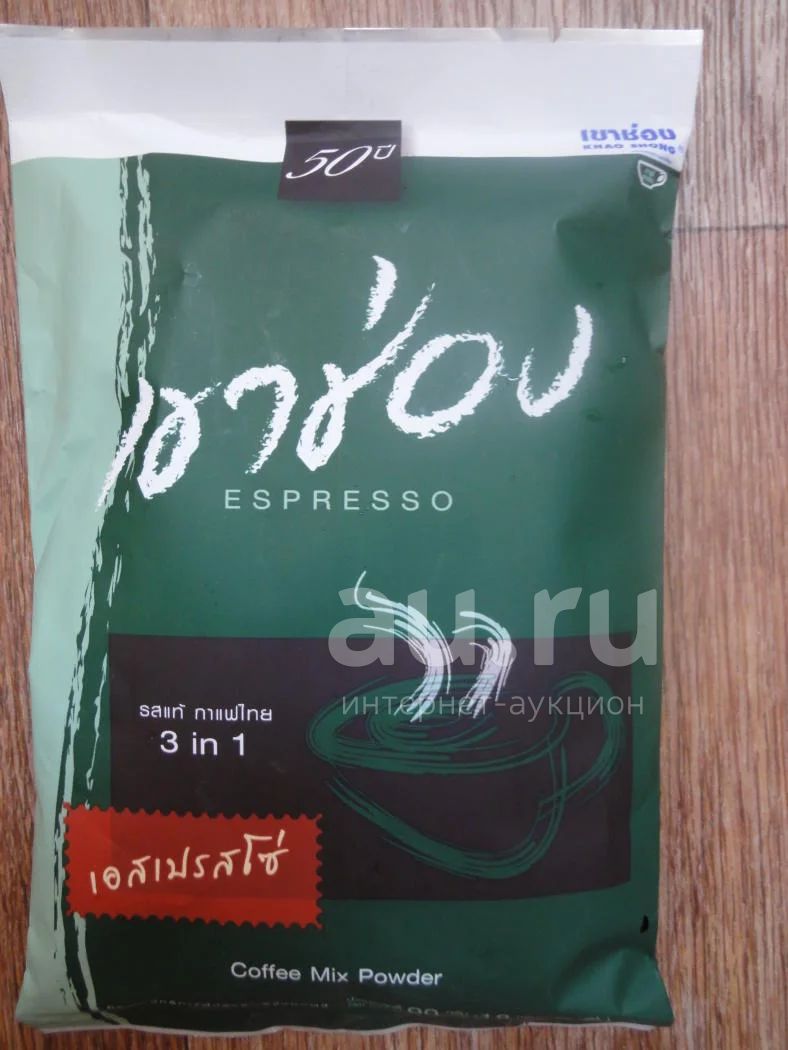 50 ปี
เขาช่อง
KHAO SHONG
เขาช่อง
ESPRESSO
au.ru
интернет-аукцион
รสแท้ กาแฟไทย
3 in 1
เอสเปรสโซ่
Coffee Mix Powder